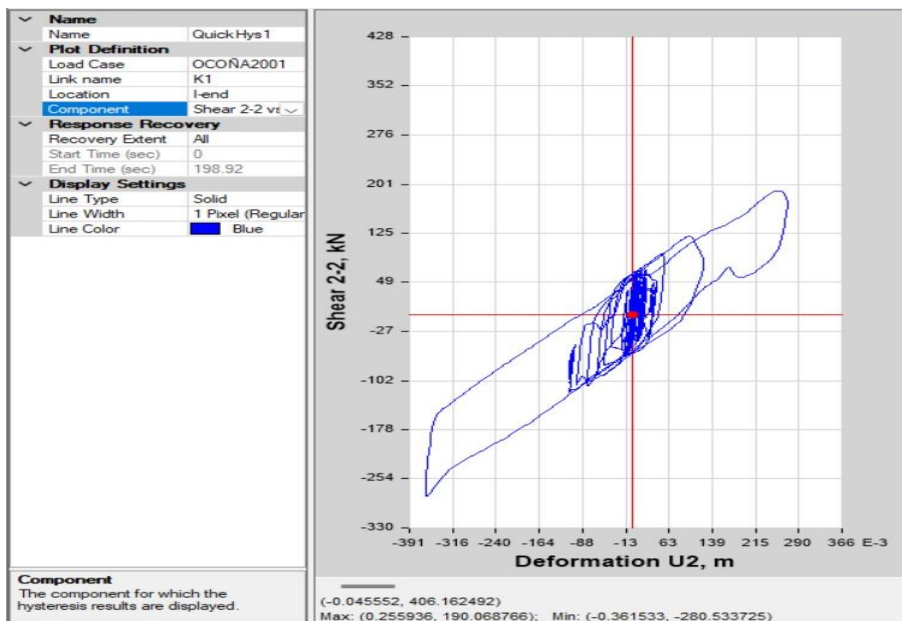 Name
Name QuickHys1
Plot Definition
Load Case OCOÑA2001
Link name K1
Location I-end
Component Shear 2-2 vs
Response Recovery
Recovery Extent All
Start Time (sec) 0
End Time (sec) 198.92
Display Settings
Line Type Solid
Line Width 1 Pixel (Regular
Line Color Blue
Component
The component for which the
hysteresis results are displayed.
Shear 2-2, kN
428
352
276
201
125
49
-27
-102
-178
-254
-330
-391 -316 -240 -164 -88 -13 63 139 215 290 366 E-3
Deformation U2, m
(-0.045552, 406.162492)
Max: (0.255936, 190.068766); Min: (-0.361533, -280.533725)